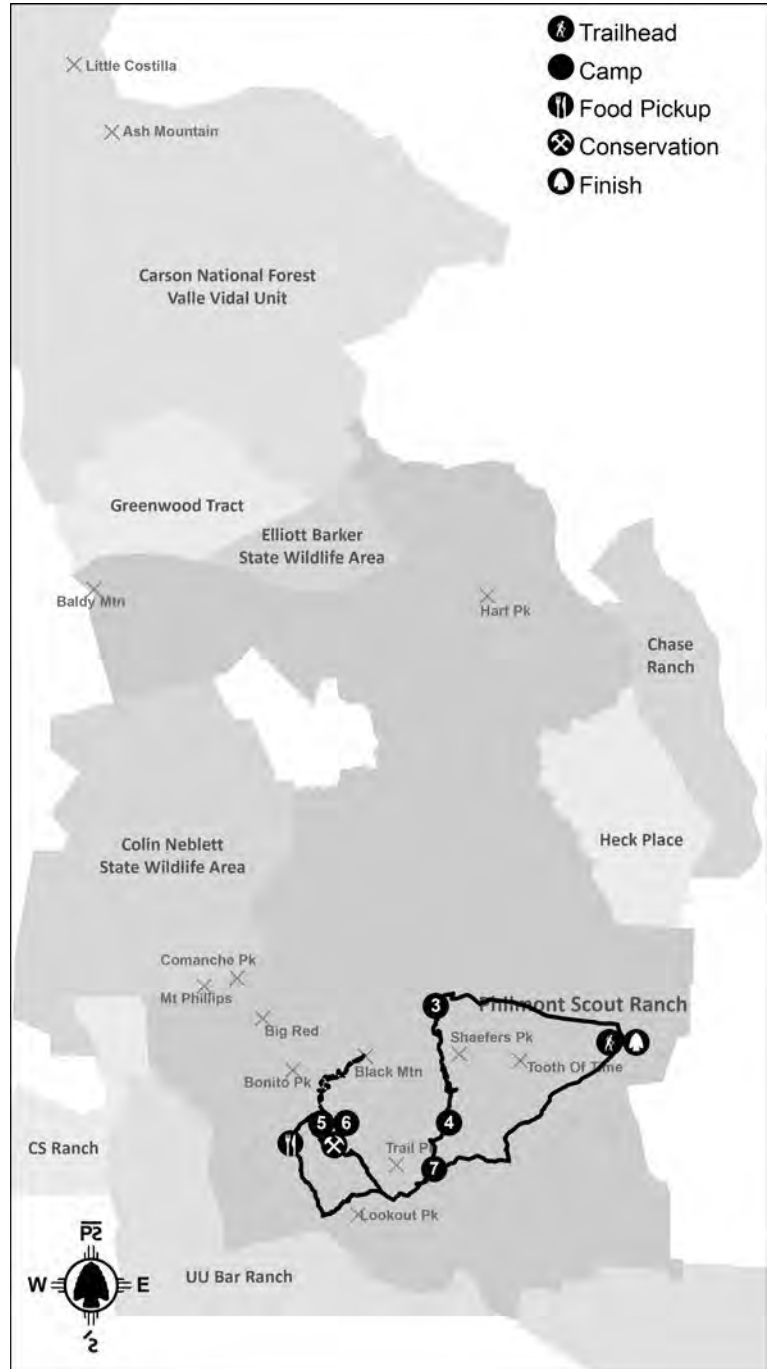 Trailhead
Camp
Food Pickup
Conservation
Finish
Little Costilla
Ash Mountain
Carson National Forest
Valle Vidal Unit
Greenwood Tract
Elliott Barker
State Wildlife Area
Baldy Mtn
Hart Pk
Chase
Ranch
Heck Place
Colin Neblett
State Wildlife Area
Comanche Pk
Mt Phillips
Big Red
3
Philmont Scout Ranch
Shaefers Pk
Tooth Of Time
Black Mtn
Bonito Pk
5
6
4
CS Ranch
Trail P
7
Lookout Pk
UU Bar Ranch
W
E